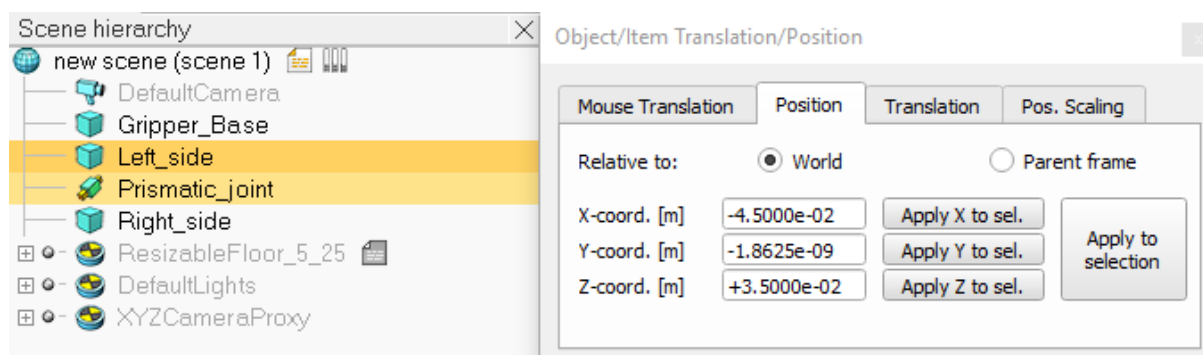 Scene hierarchy
new scene (scene 1)
DefaultCamera
Gripper_Base
Left_side
Prismatic_joint
Right_side
ResizableFloor_5_25
DefaultLights
XYZCameraProxy
Object/Item Translation/Position
Mouse Translation Position Translation Pos. Scaling
Relative to: World Parent frame
X-coord. [m] -4.5000e-02 Apply X to sel.
Y-coord. [m] -1.8625e-09 Apply Y to sel.
Z-coord. [m] +3.5000e-02 Apply Z to sel.
Apply to
selection